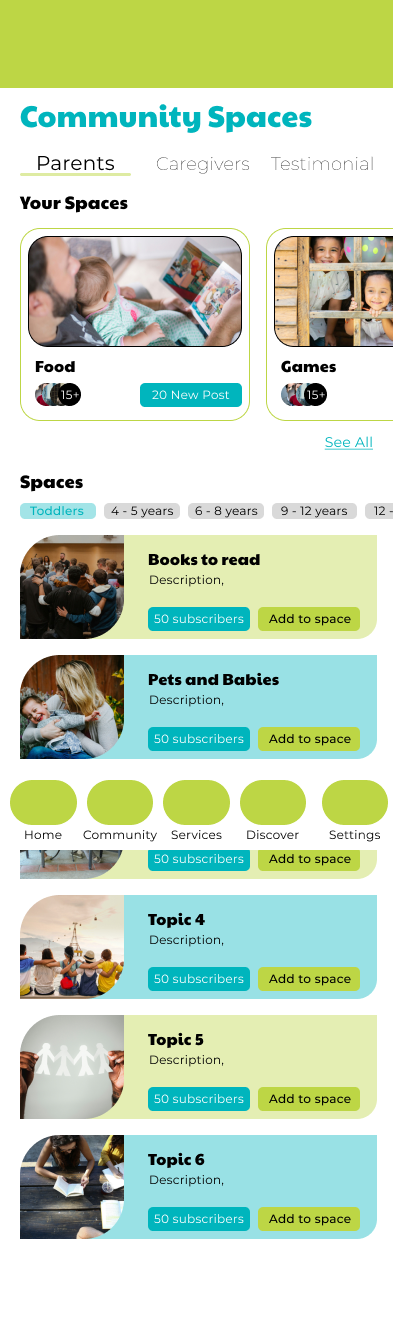 Community Spaces
Parents Caregivers Testimonial
Your Spaces
Food
15+ 20 New Post
Games
15+
See All
Spaces
Toddlers 4 - 5 years 6 - 8 years 9 - 12 years 12 -
Books to read
Description,
50 subscribers Add to space
Pets and Babies
Description,
50 subscribers Add to space
Home Community Services Discover Settings
50 subscribers Add to space
Topic 4
Description,
50 subscribers Add to space
Topic 5
Description,
50 subscribers Add to space
Topic 6
Description,
50 subscribers Add to space